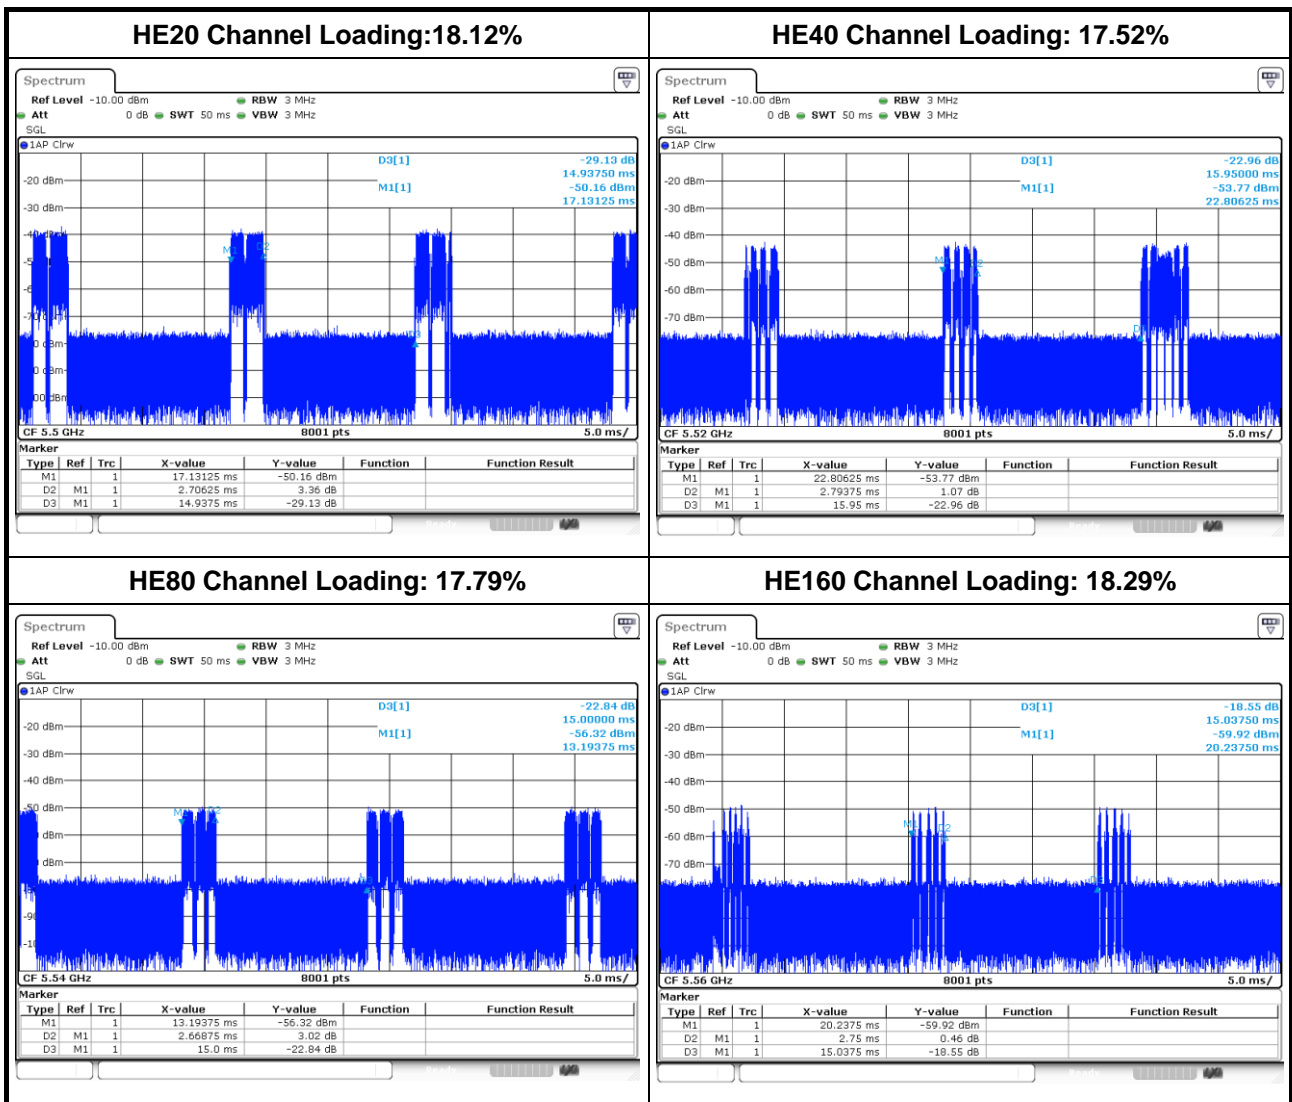 HE20 Channel Loading:18.12%
Spectrum
Ref Level -10.00 dBm RBW 3 MHz
Att 0 dB SWT 50 ms VBW 3 MHz
SGL
1AP Clrw
D3[1] -29.13 dB
14.93750 ms
M1[1] -50.16 dBm
17.13125 ms
-20 dBm
-30 dBm
CF 5.5 GHz 8001 pts 5.0 ms/
Marker
Type Ref Trc X-value Y-value Function Function Result
M1 1 17.13125 ms -50.16 dBm
D2 M1 1 2.70625 ms 3.36 dB
D3 M1 1 14.9375 ms -29.13 dB
HE40 Channel Loading: 17.52%
Spectrum
Ref Level -10.00 dBm RBW 3 MHz
Att 0 dB SWT 50 ms VBW 3 MHz
SGL
1AP Clrw
D3[1] -22.96 dB
15.95000 ms
M1[1] -53.77 dBm
22.80625 ms
-20 dBm
-30 dBm
-40 dBm
-50 dBm
-60 dBm
-70 dBm
CF 5.52 GHz 8001 pts 5.0 ms/
Marker
Type Ref Trc X-value Y-value Function Function Result
M1 1 22.80625 ms -53.77 dBm
D2 M1 1 2.79375 ms 1.07 dB
D3 M1 1 15.95 ms -22.96 dB
HE80 Channel Loading: 17.79%
Spectrum
Ref Level -10.00 dBm RBW 3 MHz
Att 0 dB SWT 50 ms VBW 3 MHz
SGL
1AP Clrw
D3[1] -22.84 dB
15.00000 ms
M1[1] -56.32 dBm
13.19375 ms
-20 dBm
-30 dBm
-40 dBm
-50 dBm
CF 5.54 GHz 8001 pts 5.0 ms/
Marker
Type Ref Trc X-value Y-value Function Function Result
M1 1 13.19375 ms -56.32 dBm
D2 M1 1 2.66875 ms 3.02 dB
D3 M1 1 15.0 ms -22.84 dB
HE160 Channel Loading: 18.29%
Spectrum
Ref Level -10.00 dBm RBW 3 MHz
Att 0 dB SWT 50 ms VBW 3 MHz
SGL
1AP Clrw
D3[1] -18.55 dB
15.03750 ms
M1[1] -59.92 dBm
20.23750 ms
-20 dBm
-30 dBm
-40 dBm
-50 dBm
-60 dBm
-70 dBm
M1 D2
CF 5.56 GHz 8001 pts 5.0 ms/
Marker
Type Ref Trc X-value Y-value Function Function Result
M1 1 20.2375 ms -59.92 dBm
D2 M1 1 2.75 ms 0.46 dB
D3 M1 1 15.0375 ms -18.55 dB